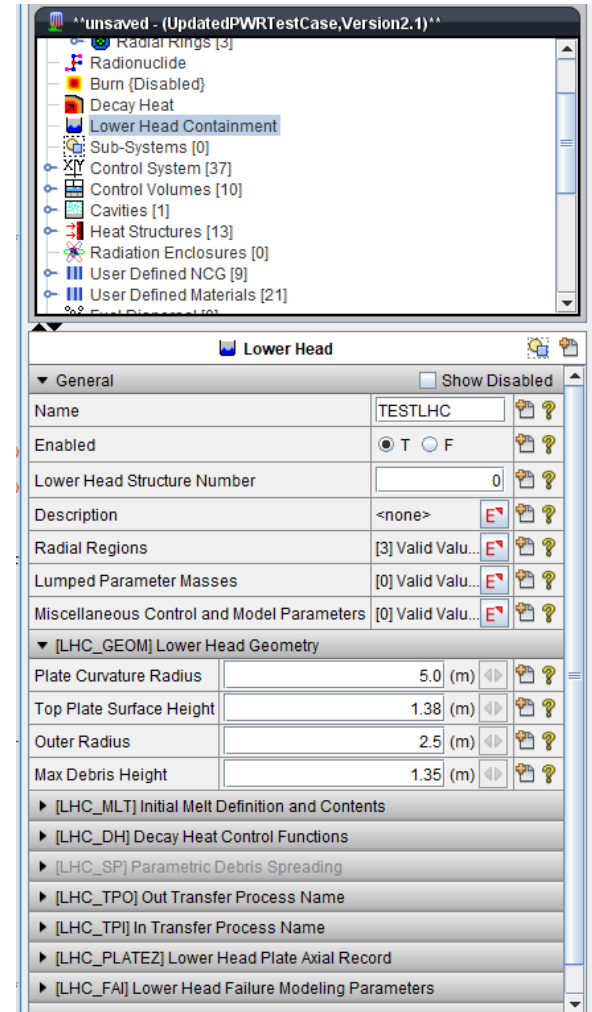 **unsaved - (UpdatedPWRTestCase,Version2.1)**
Radial Rings [3]
Radionuclide
Burn {Disabled}
Decay Heat
Lower Head Containment
Sub-Systems [0]
Control System [37]
Control Volumes [10]
Cavities [1]
Heat Structures [13]
Radiation Enclosures [0]
User Defined NCG [9]
User Defined Materials [21]
Lower Head
General Show Disabled
Name TESTLHC
Enabled T F
Lower Head Structure Number 0
Description <none> E
Radial Regions [3] Valid Valu... E
Lumped Parameter Masses [0] Valid Valu... E
Miscellaneous Control and Model Parameters [0] Valid Valu... E
[LHC_GEOM] Lower Head Geometry
Plate Curvature Radius 5.0 (m)
Top Plate Surface Height 1.38 (m)
Outer Radius 2.5 (m)
Max Debris Height 1.35 (m)
[LHC_MLT] Initial Melt Definition and Contents
[LHC_DH] Decay Heat Control Functions
[LHC_SP] Parametric Debris Spreading
[LHC_TPO] Out Transfer Process Name
[LHC_TPI] In Transfer Process Name
[LHC_PLATEZ] Lower Head Plate Axial Record
[LHC_FAI] Lower Head Failure Modeling Parameters